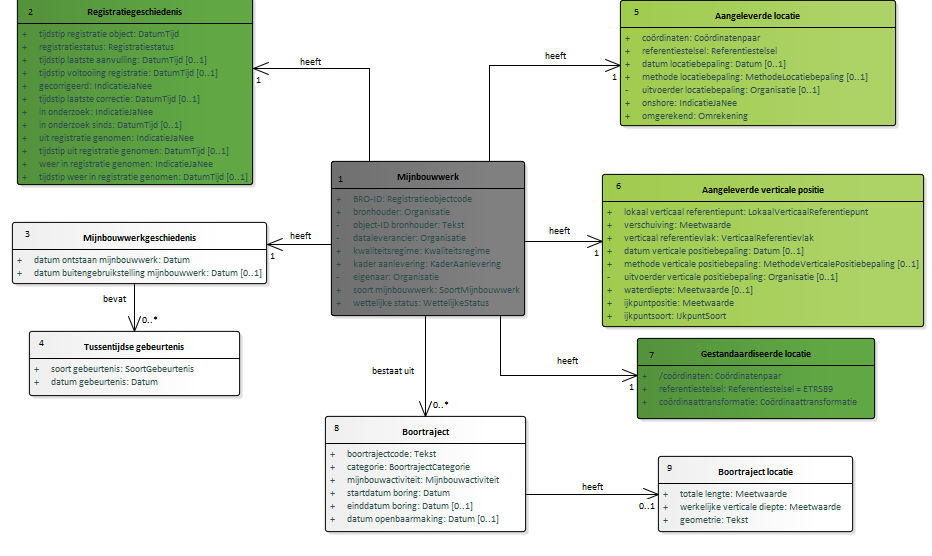 2 Registratiegeschiedenis
+ tijdstip registratie object: DatumTijd
+ registratiestatus: Registratiestatus
+ tijdstip laatste aanvulling: DatumTijd [0..1]
+ tijdstip voltooiing registratie: DatumTijd [0..1]
+ gecorrigeerd: IndicatieJaNee
+ tijdstip laatste correctie: DatumTijd [0..1]
+ in onderzoek: IndicatieJaNee
+ in onderzoek sinds: DatumTijd [0..1]
+ uit registratie genomen: IndicatieJaNee
+ tijdstip uit registratie genomen: DatumTijd [0..1]
+ weer in registratie genomen: IndicatieJaNee
+ tijdstip weer in registratie genomen: DatumTijd [0..1]
heeft
1
heeft
1
5 Aangeleverde locatie
+ coördinaten: Coördinatenpaar
+ referentiestelsel: Referentiestelsel
+ datum locatiebepaling: Datum [0..1]
+ methode locatiebepaling: MethodeLocatiebepaling [0..1]
- uitvoerder locatiebepaling: Organisatie [0..1]
+ onshore: IndicatieJaNee
+ omgerekend: Omrekening
1 Mijnbouwwerk
+ BRO-ID: Registratieobjectcode
+ bronhouder: Organisatie
- object-ID bronhouder: Tekst
- dataleverancier: Organisatie
+ kwaliteitsregime: Kwaliteitsregime
+ kader aanlevering: KaderAanlevering
- eigenaar: Organisatie
+ soort mijnbouwwerk: SoortMijnbouwwerk
+ wettelijke status: WettelijkeStatus
heeft
1
6 Aangeleverde verticale positie
+ lokaal verticaal referentiepunt: LokaalVerticaalReferentiepunt
+ verschuiving: Meetwaarde
+ verticaal referentievlak: VerticaalReferentievlak
+ datum verticale positiebepaling: Datum [0..1]
+ methode verticale positiebepaling: MethodeVerticalePositiebepaling [0..1]
- uitvoerder verticale positiebepaling: Organisatie [0..1]
+ waterdiepte: Meetwaarde [0..1]
+ ijkpuntpositie: Meetwaarde
+ ijkpuntsoort: IJkpuntSoort
3 Mijnbouwwerkgeschiedenis
+ datum ontstaan mijnbouwwerk: Datum
+ datum buitengebruikstelling mijnbouwwerk: Datum [0..1]
heeft
1
bevat
0..*
4 Tussentijdse gebeurtenis
+ soort gebeurtenis: SoortGebeurtenis
+ datum gebeurtenis: Datum
heeft
1
7 Gestandaardiseerde locatie
+ /coördinaten: Coördinatenpaar
+ referentiestelsel: Referentiestelsel = ETRS89
+ coördinaattransformatie: Coördinaattransformatie
bestaat uit
0..*
8 Boortraject
+ boortrajectcode: Tekst
+ categorie: BoortrajectCategorie
+ mijnbouwactiviteit: Mijnbouwactiviteit
+ startdatum boring: Datum
+ einddatum boring: Datum [0..1]
+ datum openbaarmaking: Datum [0..1]
heeft
0..1
9 Boortraject locatie
+ totale lengte: Meetwaarde
+ werkelijke verticale diepte: Meetwaarde
+ geometrie: Tekst